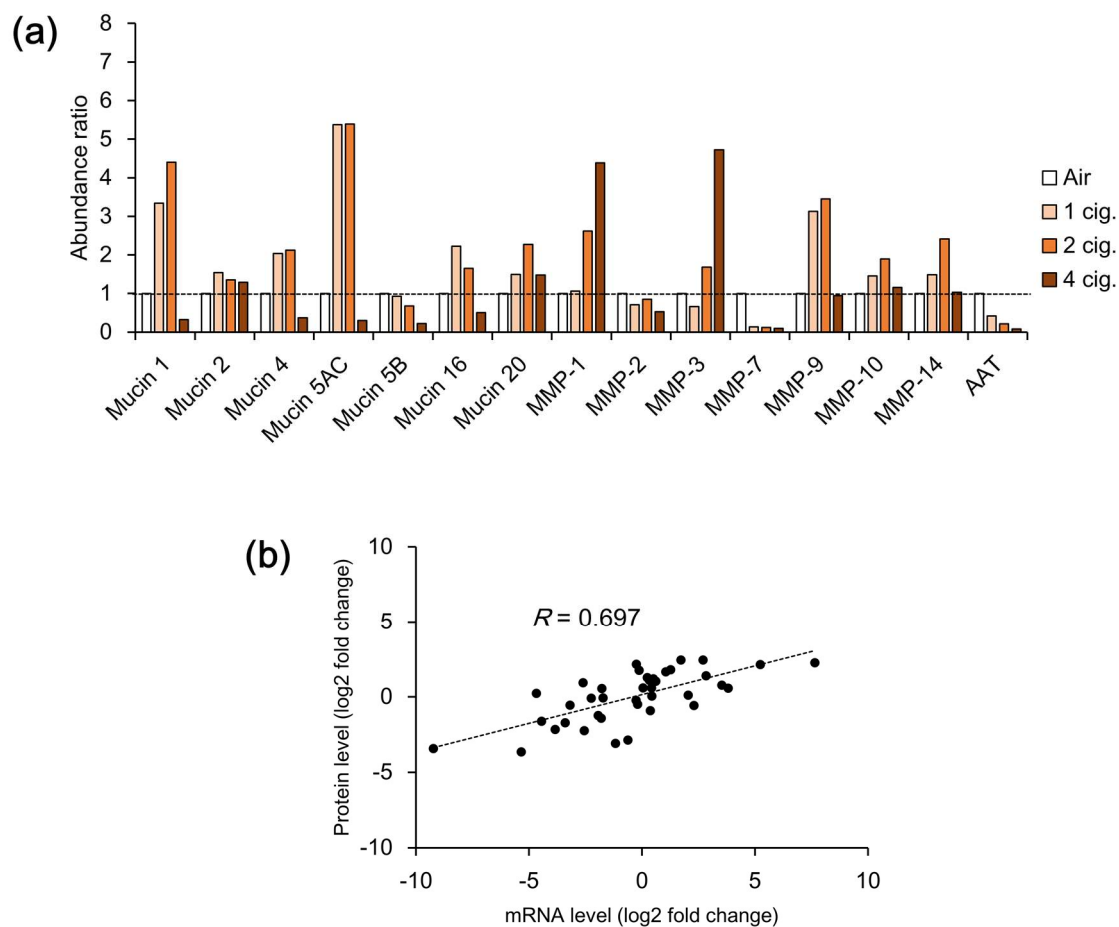 (a)
Abundance ratio
8
7
6
5
4
3
2
1
0
Mucin 1
Mucin 2
Mucin 4
Mucin 5AC
Mucin 5B
Mucin 16
Mucin 20
MMP-1
MMP-2
MMP-3
MMP-7
MMP-9
MMP-10
MMP-14
AAT
Air
1 cig.
2 cig.
4 cig.
(b)
Protein level (log2 fold change)
10
5
0
-5
-10
R = 0.697
-10
-5
0
5
10
mRNA level (log2 fold change)